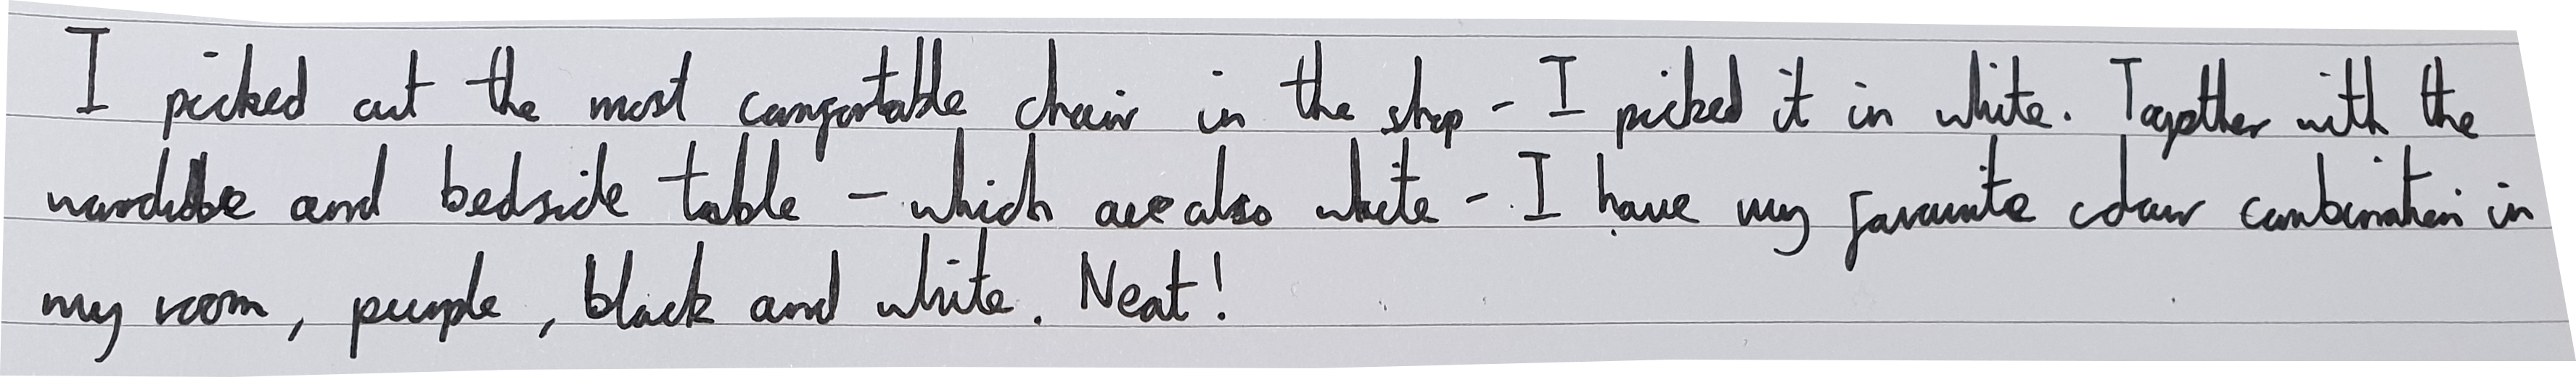 I picked out the most comfortable chair in the shop - I picked it in white. Together with the
wardrobe and bedside table - which are also white - I have my favourite colour combination in
my room, purple, black and white. Neat!